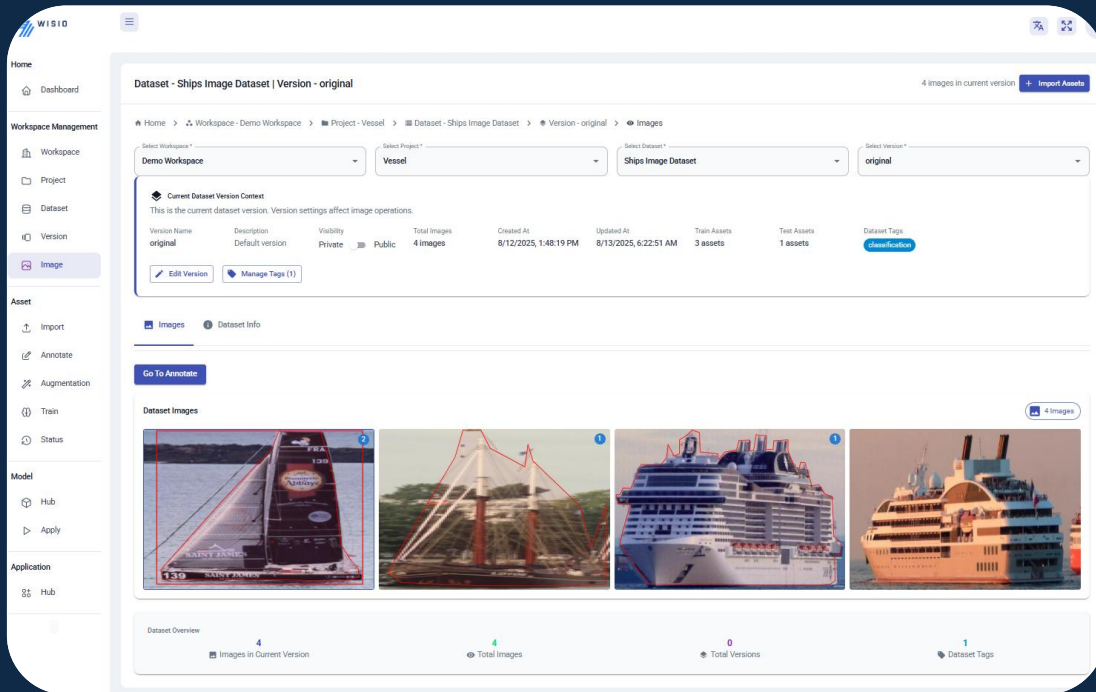 WISIO
Home
Dashboard
Workspace Management
Workspace
Project
Dataset
Version
Image
Asset
Import
Annotate
Augmentation
Train
Status
Model
Hub
Apply
Application
Hub
Dataset - Ships Image Dataset | Version - original
4 images in current version
+ Import Assets
Home > Workspace - Demo Workspace > Project - Vessel > Dataset - Ships Image Dataset > Version - original > Images
Select Workspace *
Demo Workspace
Select Project *
Vessel
Select Dataset *
Ships Image Dataset
Select Version *
original
Current Dataset Version Context
This is the current dataset version. Version settings affect image operations.
Version Name
original
Description
Default version
Visibility
Private Public
Total Images
4 images
Created At
8/12/2025, 1:48:19 PM
Updated At
8/13/2025, 6:22:51 AM
Train Assets
3 assets
Test Assets
1 assets
Dataset Tags
classification
Edit Version
Manage Tags (1)
Images
Dataset Info
Go To Annotate
Dataset Images
4 Images
2
FRA
139
SAINT JAMES
139 SAINT JAMES
1
1
Dataset Overview
4
Images in Current Version
4
Total Images
0
Total Versions
1
Dataset Tags